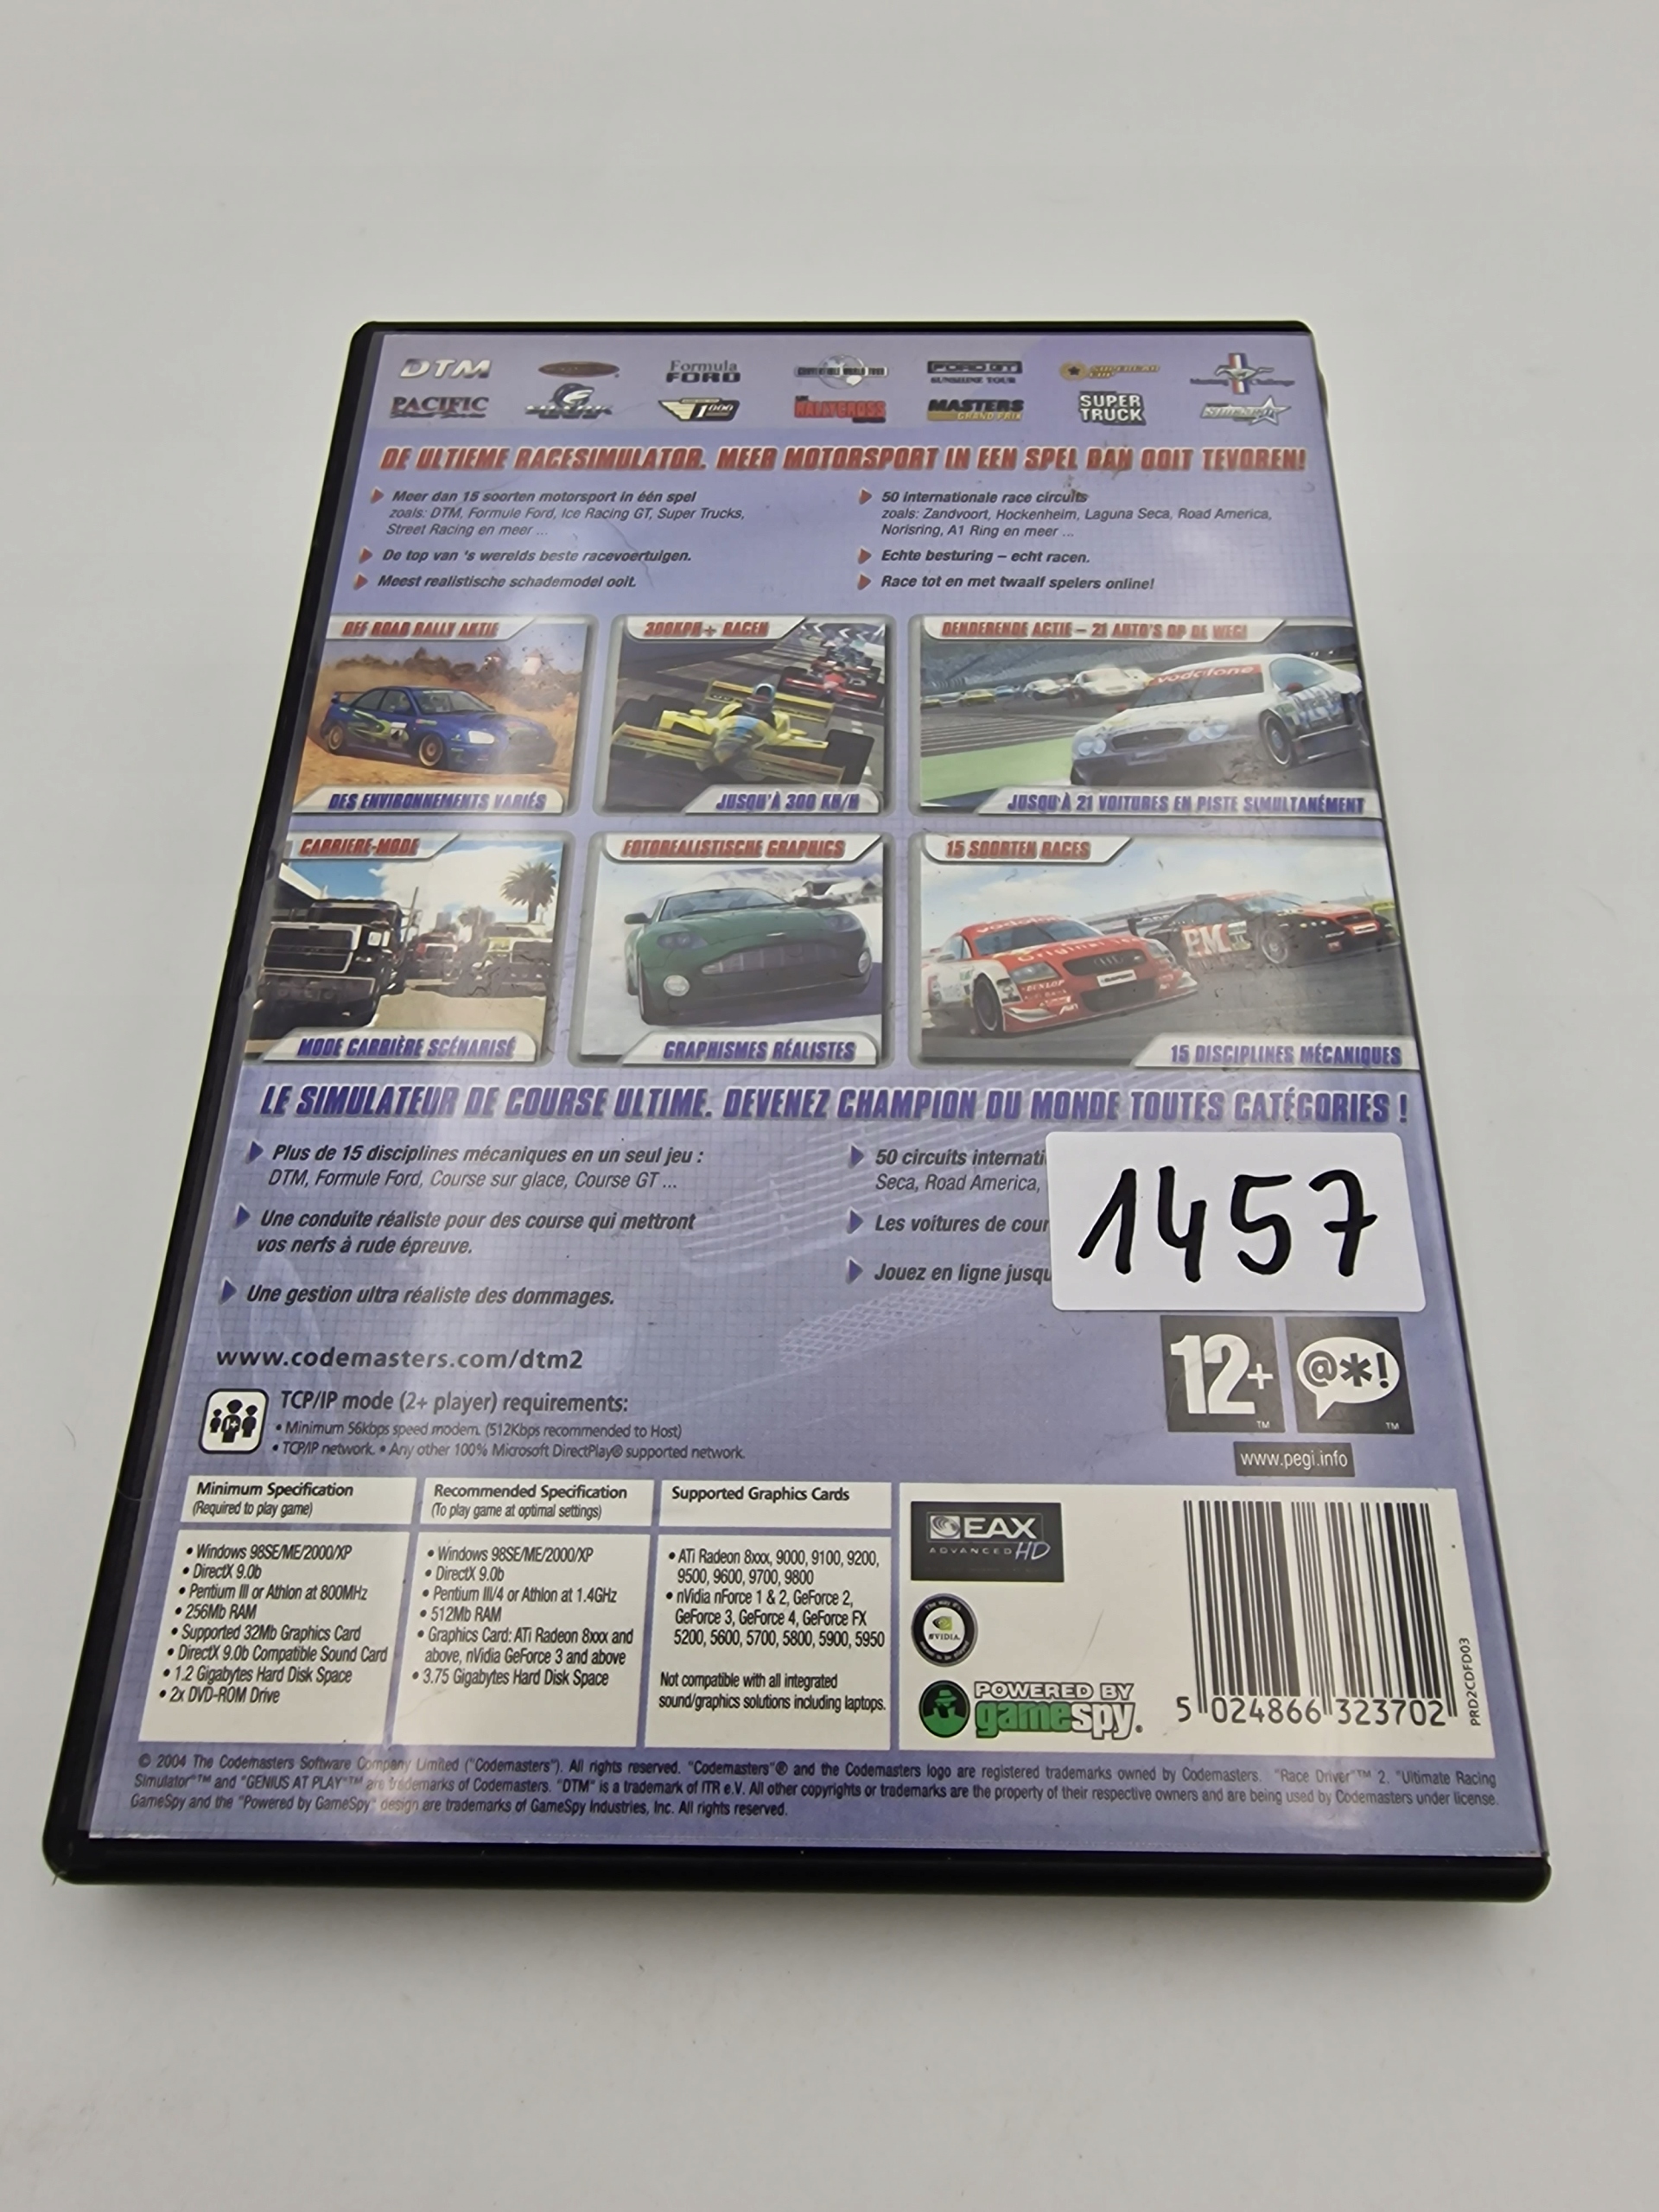 DTM
Formula
FORD
FORD GT
SUNSHINE TOUR
PACIFIC
1000
RALLYCROSS
MASTERS
GRAND PRIX
SUPER
TRUCK
DE ULTIEME RACESIMULATOR. MEER MOTORSPORT IN EEN SPEL DAN OOIT TEVOREN!
Meer dan 15 soorten motorsport in één spel
zoals: DTM, Formule Ford, Ice Racing GT, Super Trucks,
Street Racing en meer ...
De top van 's werelds beste racevoertuigen.
Meest realistische schademodel ooit.
50 internationale race circuits
zoals: Zandvoort, Hockenheim, Laguna Seca, Road America,
Norisring, A1 Ring en meer ...
Echte besturing – echt racen.
Race tot en met twaalf spelers online!
OFF ROAD RALLY AKTIE
DES ENVIRONNEMENTS VARIÉS
300KPH+ RACEN
JUSQU'À 300 KM/H
DENDERENDE ACTIE – 21 AUTO'S OP DE WEG!
vodafone
JUSQU'À 21 VOITURES EN PISTE SIMULTANÉMENT
CARRIERE-MODE
MODE CARRIÈRE SCÉNARISÉ
FOTOREALISTISCHE GRAPHICS
GRAPHISMES RÉALISTES
15 SOORTEN RACES
15 DISCIPLINES MÉCANIQUES
LE SIMULATEUR DE COURSE ULTIME. DEVENEZ CHAMPION DU MONDE TOUTES CATÉGORIES !
Plus de 15 disciplines mécaniques en un seul jeu :
DTM, Formule Ford, Course sur glace, Course GT ...
Une conduite réaliste pour des course qui mettront
vos nerfs à rude épreuve.
Une gestion ultra réaliste des dommages.
50 circuits internati
Seca, Road America,
Les voitures de cour
Jouez en ligne jusqu
1457
www.codemasters.com/dtm2
TCP/IP mode (2+ player) requirements:
• Minimum 56kbps speed modem. (512Kbps recommended to Host)
• TCP/IP network. • Any other 100% Microsoft DirectPlay® supported network.
12+™
@*!™
www.pegi.info
Minimum Specification
(Required to play game)
• Windows 98SE/ME/2000/XP
• DirectX 9.0b
• Pentium III or Athlon at 800MHz
• 256Mb RAM
• Supported 32Mb Graphics Card
• DirectX 9.0b Compatible Sound Card
• 1.2 Gigabytes Hard Disk Space
• 2x DVD-ROM Drive
Recommended Specification
(To play game at optimal settings)
• Windows 98SE/ME/2000/XP
• DirectX 9.0b
• Pentium III/4 or Athlon at 1.4GHz
• 512Mb RAM
• Graphics Card: ATi Radeon 8xxx and
above, nVidia GeForce 3 and above
• 3.75 Gigabytes Hard Disk Space
Supported Graphics Cards
• ATi Radeon 8xxx, 9000, 9100, 9200,
9500, 9600, 9700, 9800
• nVidia nForce 1 & 2, GeForce 2,
GeForce 3, GeForce 4, GeForce FX
5200, 5600, 5700, 5800, 5900, 5950
Not compatible with all integrated
sound/graphics solutions including laptops.
EAX
ADVANCED HD
NVIDIA
POWERED BY
gamespy.
5 024866 323702
PRD2CDFD03
© 2004 The Codemasters Software Company Limited ("Codemasters"). All rights reserved. "Codemasters"® and the Codemasters logo are registered trademarks owned by Codemasters. "Race Driver"™ 2, "Ultimate Racing
Simulator"™ and "GENIUS AT PLAY"™ are trademarks of Codemasters. "DTM" is a trademark of ITR e.V. All other copyrights or trademarks are the property of their respective owners and are being used by Codemasters under license.
GameSpy and the "Powered by GameSpy" design are trademarks of GameSpy Industries, Inc. All rights reserved.